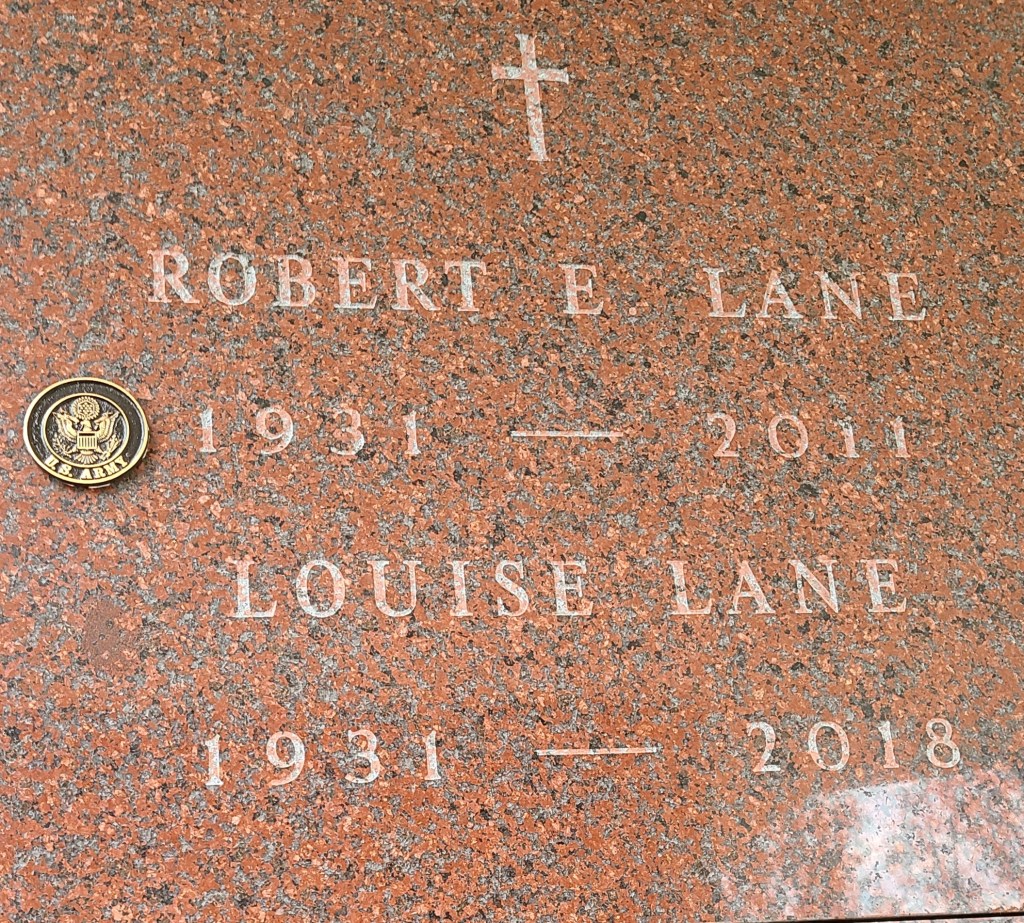 ROBERT E. LANE
1931 — 2011
U.S. ARMY
LOUISE LANE
1931 — 2018